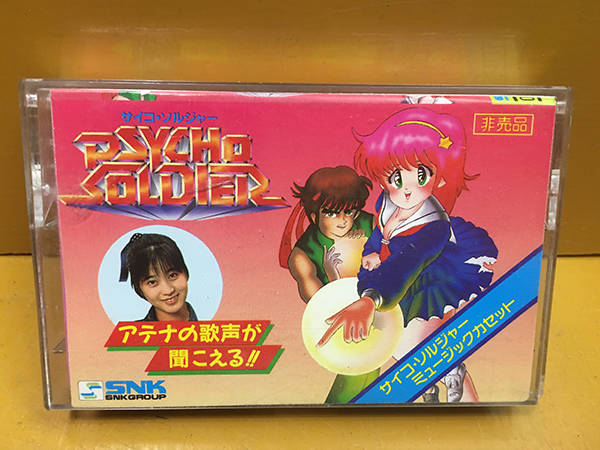 非売品
サイコ・ソルジャー
PSYCHO
SOLDIER
アテナの歌声が
聞こえる!!
サイコ・ソルジャー
ミュージックカセット
SNK
SNKGROUP